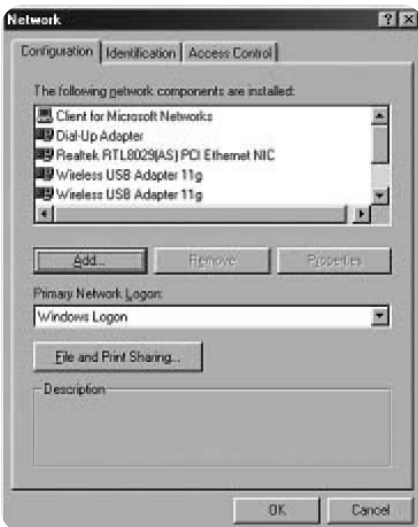 Network
Configuration Identification Access Control
The following network components are installed:
Client for Microsoft Networks
Dial-Up Adapter
Realtek RTL8029(AS) PCI Ethernet NIC
Wireless USB Adapter 11g
Wireless USB Adapter 11g
Add... Remove Properties
Primary Network Logon:
Windows Logon
File and Print Sharing...
Description
OK Cancel